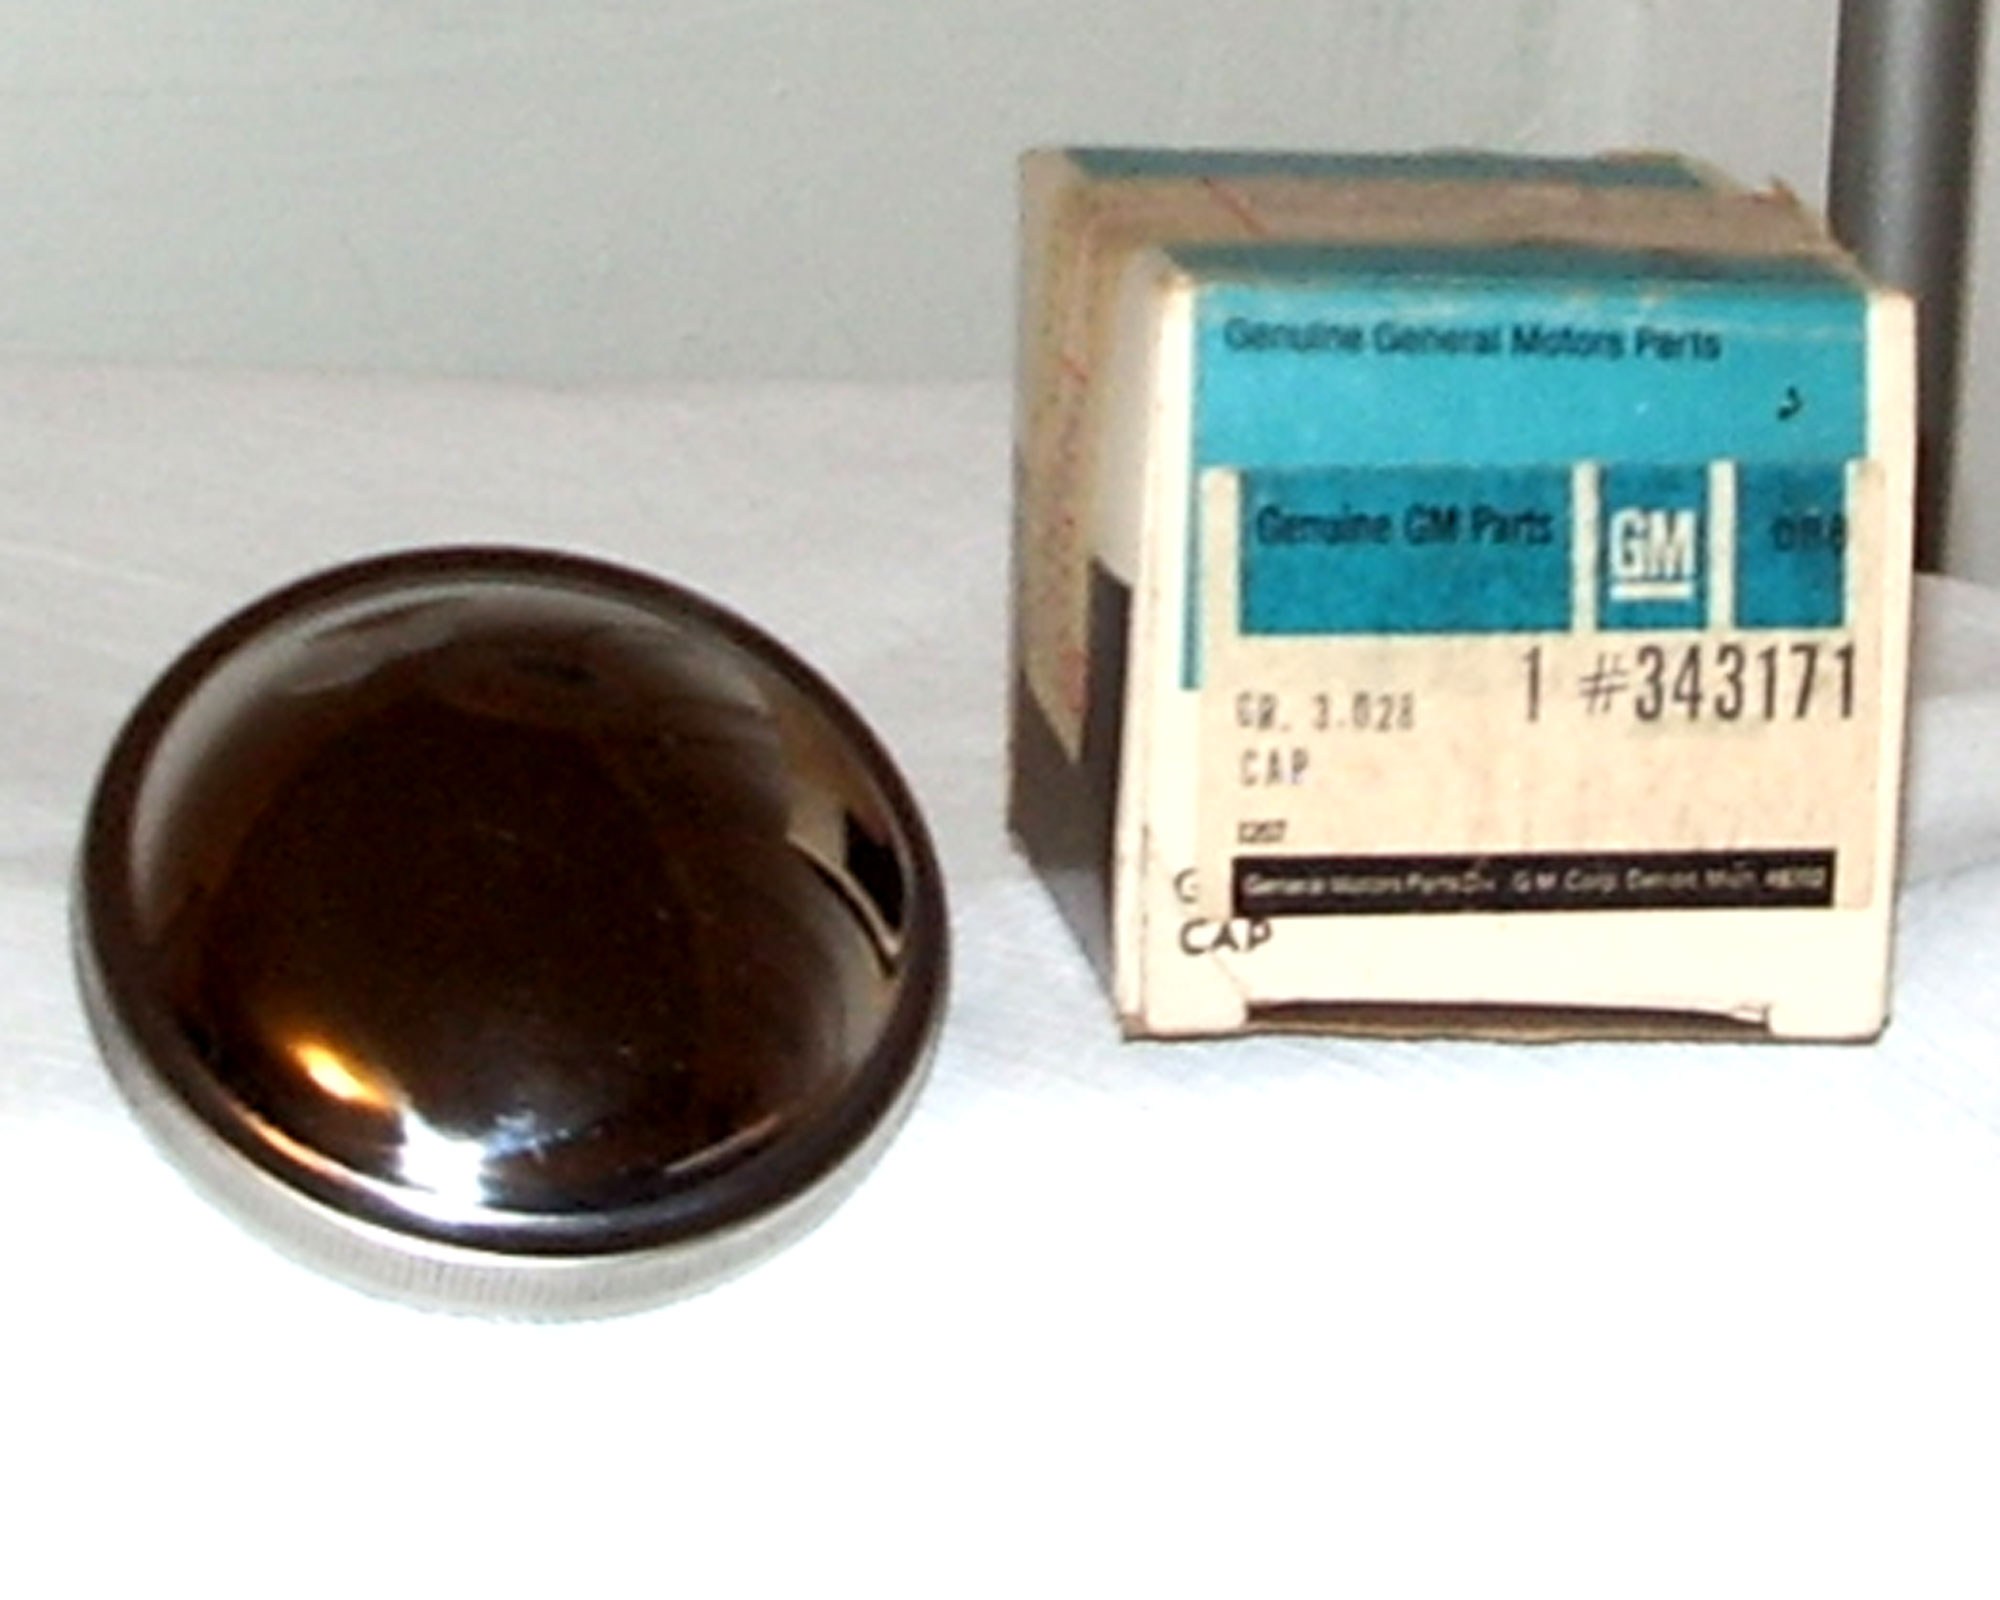 Genuine General Motors Parts
Genuine GM Parts GM
1 #343171
GR. 3.028
CAP
General Motors Parts Div. G.M. Corp. Detroit, Mich. 48202
G
CAP